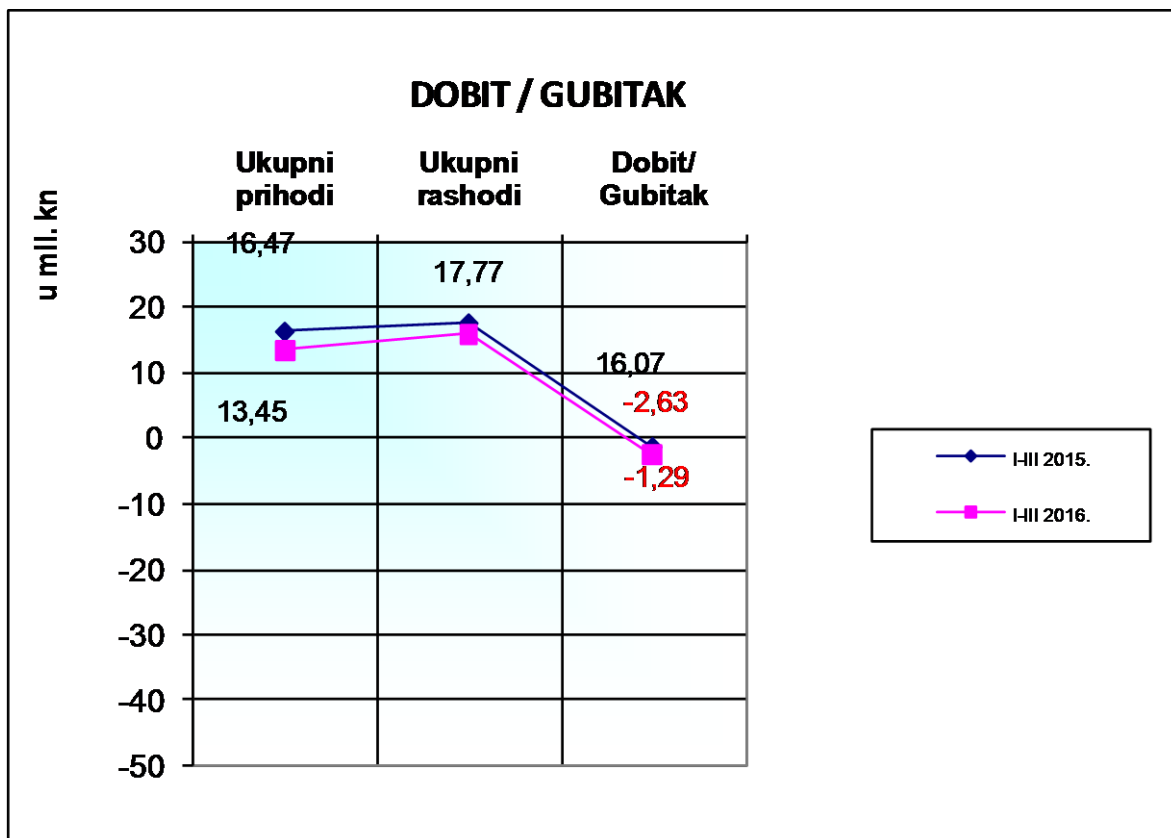 DOBIT / GUBITAK
Ukupni
prihodi
Ukupni
rashodi
Dobit/
Gubitak
u mll. kn
30
20
10
0
-10
-20
-30
-40
-50
16,47
17,77
16,07
-2,63
13,45
-1,29
I-III 2015.
I-III 2016.